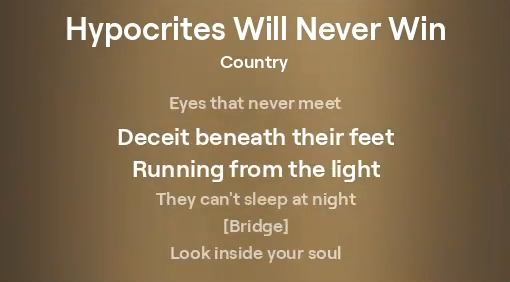 Hypocrites Will Never Win
Country
Eyes that never meet
Deceit beneath their feet
Running from the light
They can't sleep at night
[Bridge]
Look inside your soul